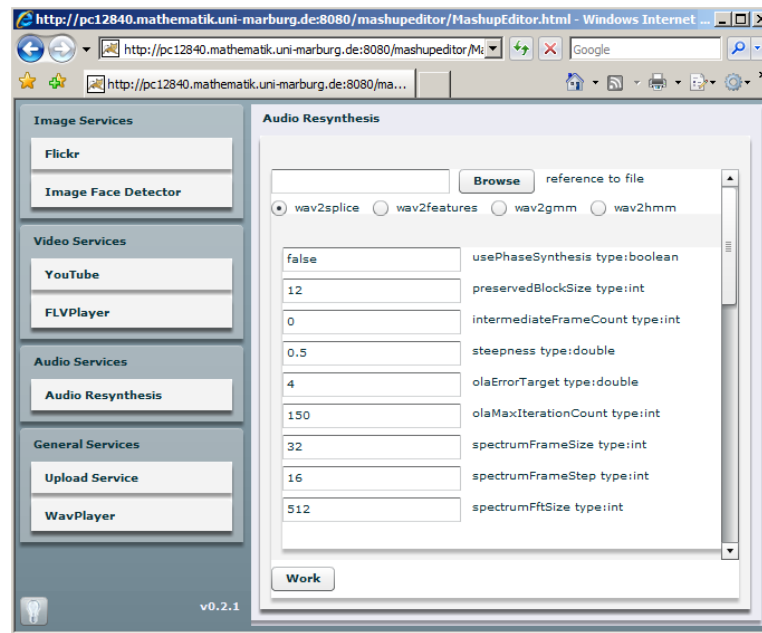 http://pc12840.mathematik.uni-marburg.de:8080/mashupeditor/MashupEditor.html - Windows Internet ...
http://pc12840.mathematik.uni-marburg.de:8080/mashupeditor/Ma
Google
http://pc12840.mathematik.uni-marburg.de:8080/ma...
Image Services
Flickr
Image Face Detector
Video Services
YouTube
FLVPlayer
Audio Services
Audio Resynthesis
General Services
Upload Service
WavPlayer
v0.2.1
Audio Resynthesis
Browse reference to file
wav2splice wav2features wav2gmm wav2hmm
false usePhaseSynthesis type:boolean
12 preservedBlockSize type:int
0 intermediateFrameCount type:int
0.5 steepness type:double
4 olaErrorTarget type:double
150 olaMaxIterationCount type:int
32 spectrumFrameSize type:int
16 spectrumFrameStep type:int
512 spectrumFftSize type:int
Work